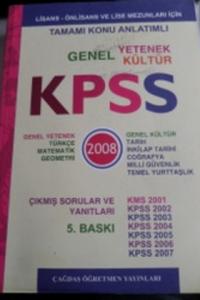 LİSANS - ÖNLİSANS VE LİSE MEZUNLARI İÇİN
TAMAMI KONU ANLATIMLI
GENEL YETENEK
KÜLTÜR
KPSS
GENEL YETENEK
TÜRKÇE
MATEMATİK
GEOMETRİ
2008
GENEL KÜLTÜR
TARİH
İNKILAP TARİHİ
COĞRAFYA
MİLLİ GÜVENLİK
TEMEL YURTTAŞLIK
ÇIKMIŞ SORULAR VE
YANITLARI
5. BASKI
KMS 2001
KPSS 2002
KPSS 2003
KPSS 2004
KPSS 2005
KPSS 2006
KPSS 2007
ÇAĞDAŞ ÖĞRETMEN YAYINLARI